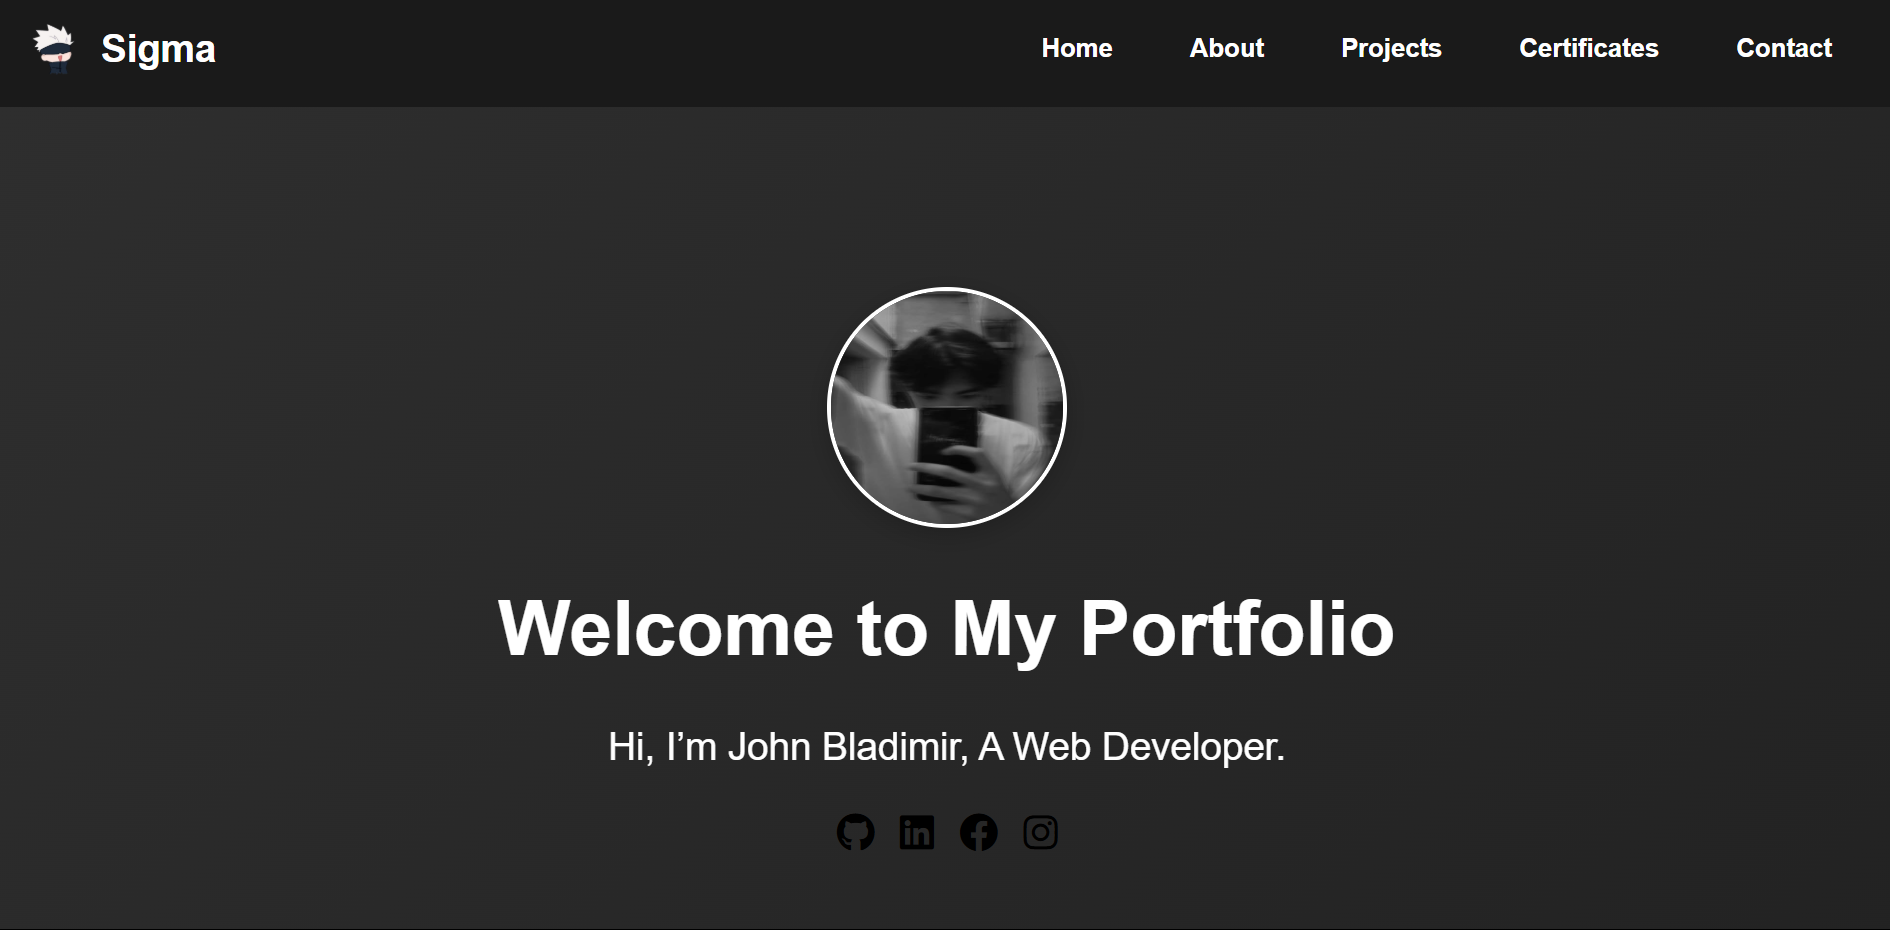 Sigma
Home About Projects Certificates Contact
Welcome to My Portfolio
Hi, I’m John Bladimir, A Web Developer.